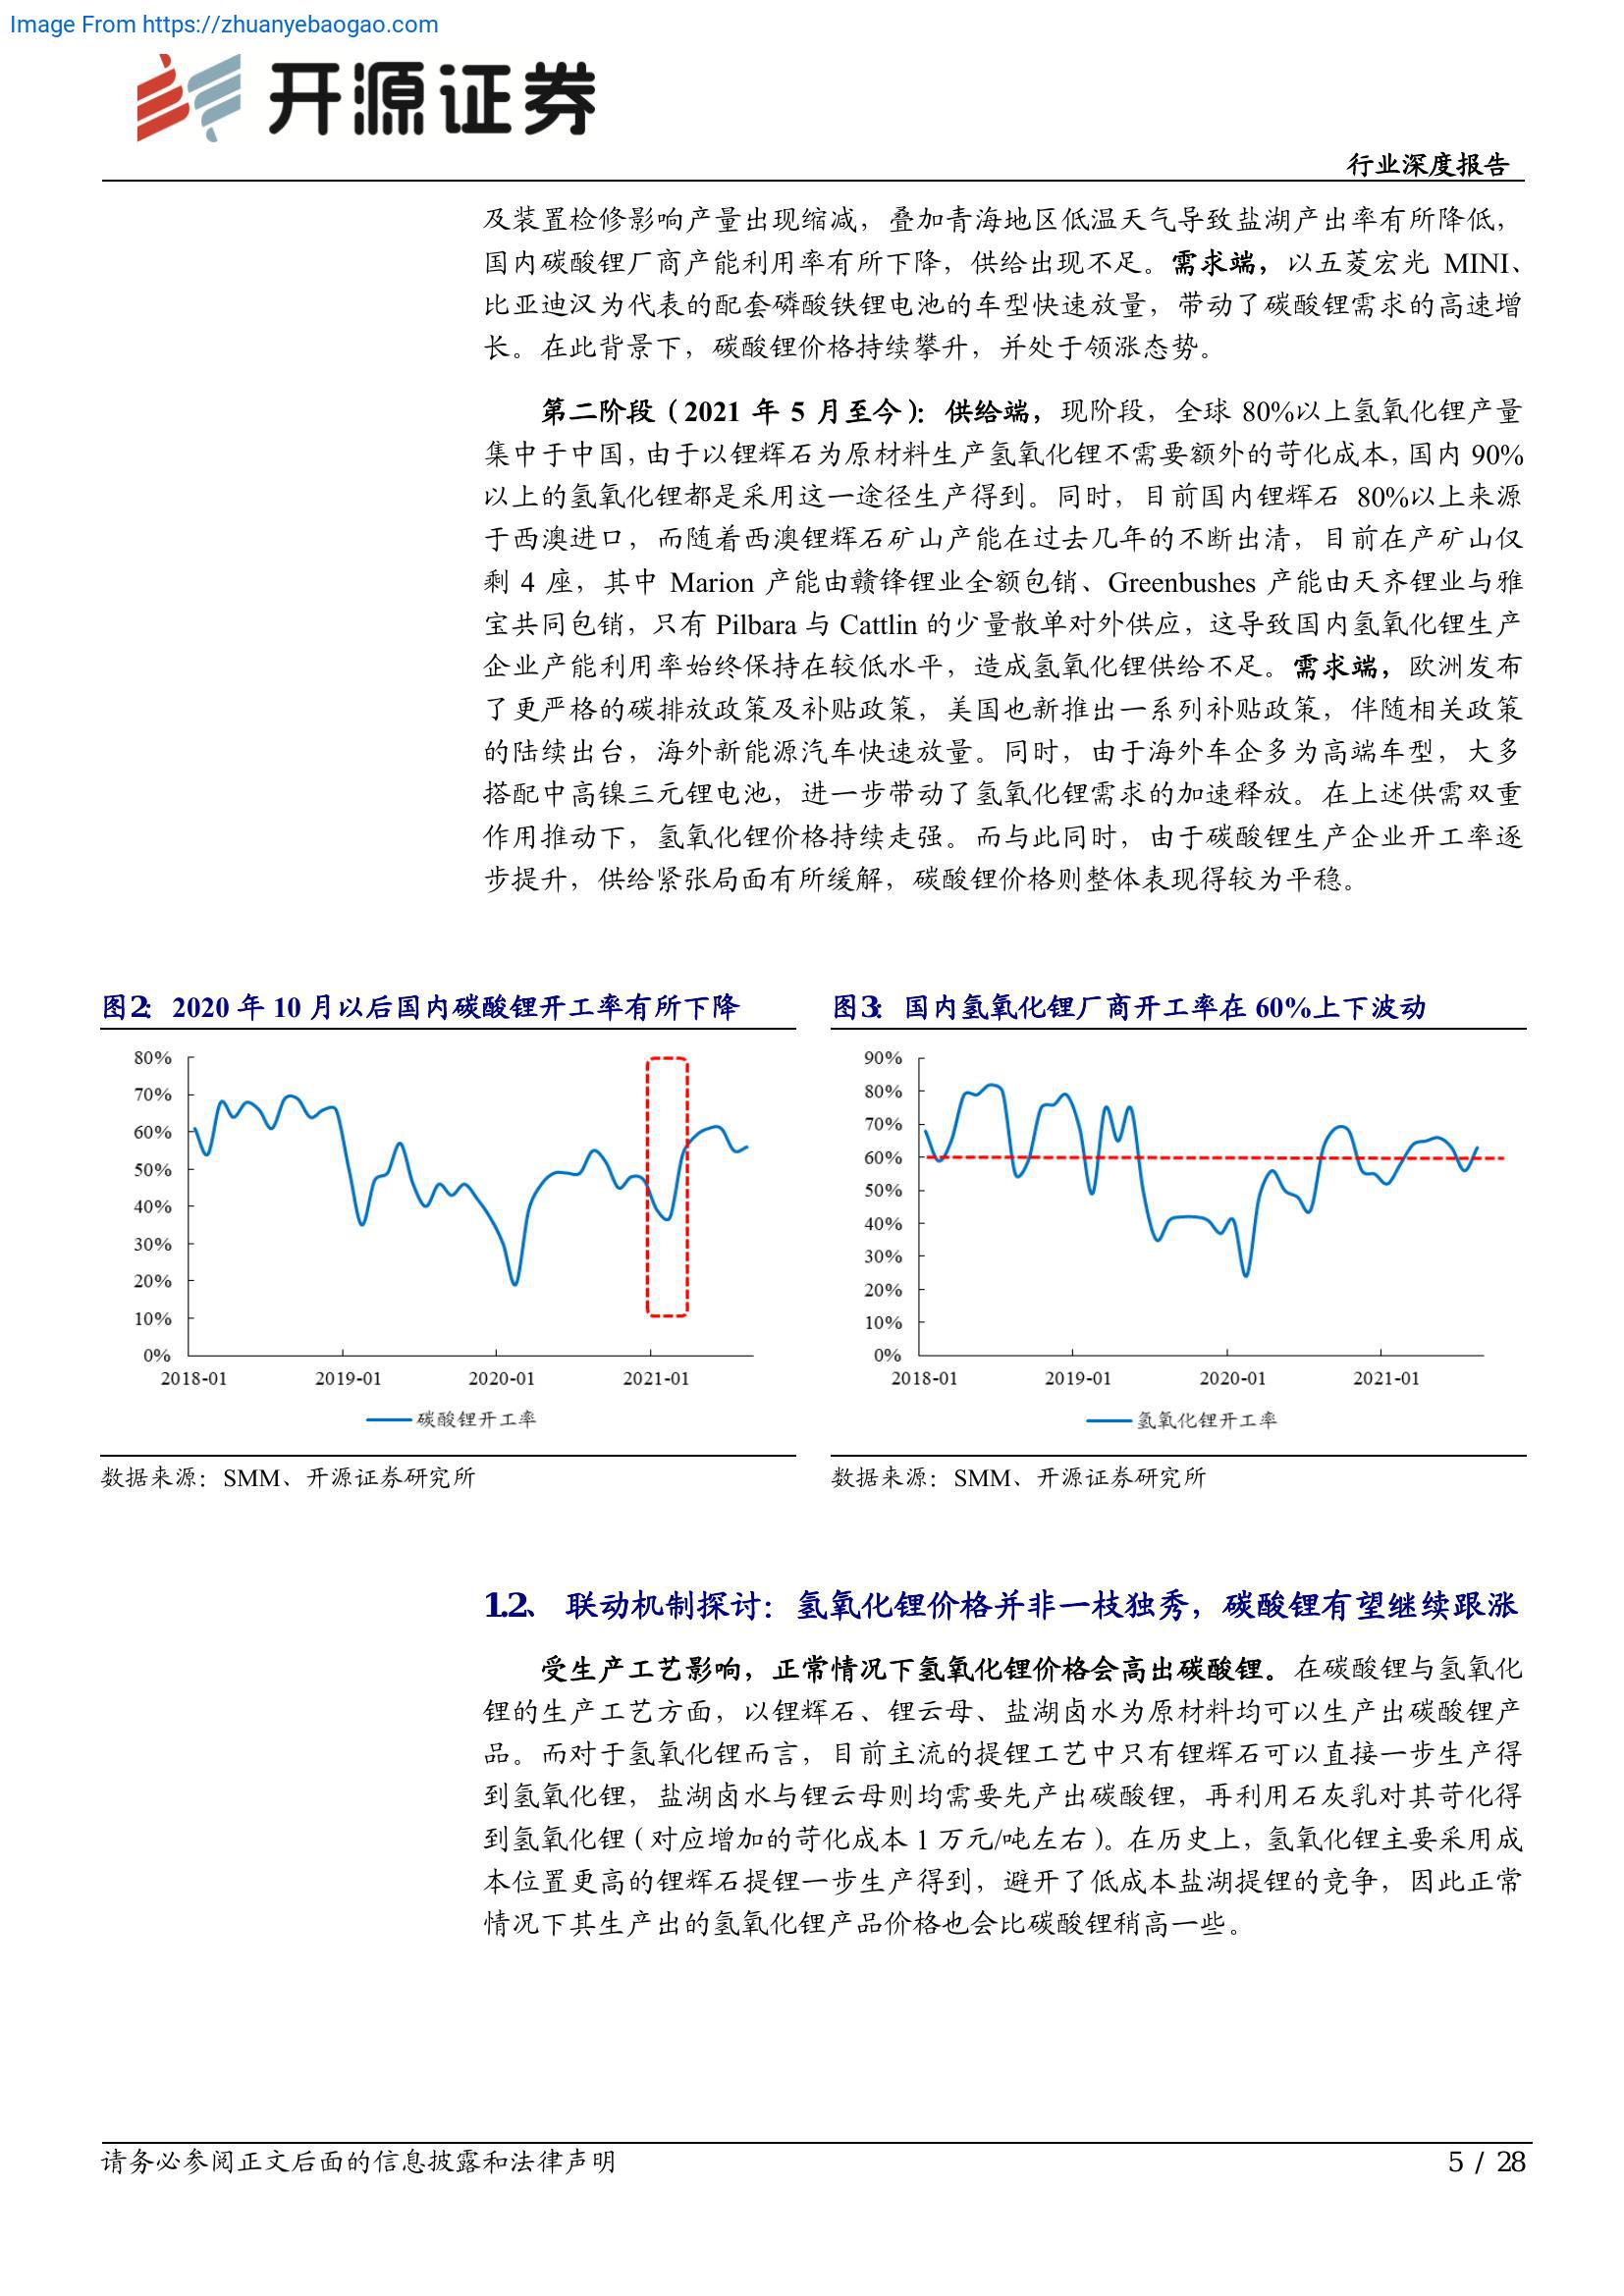 Image From https://zhuanyebaogao.com
开源证券
行业深度报告
及装置检修影响产量出现缩减，叠加青海地区低温天气导致盐湖产出率有所降低，
国内碳酸锂厂商产能利用率有所下降，供给出现不足。需求端，以五菱宏光 MINI、
比亚迪汉为代表的配套磷酸铁锂电池的车型快速放量，带动了碳酸锂需求的高速增
长。在此背景下，碳酸锂价格持续攀升，并处于领涨态势。
第二阶段（2021 年 5 月至今）：供给端，现阶段，全球 80%以上氢氧化锂产量
集中于中国，由于以锂辉石为原材料生产氢氧化锂不需要额外的苛化成本，国内 90%
以上的氢氧化锂都是采用这一途径生产得到。同时，目前国内锂辉石 80%以上来源
于西澳进口，而随着西澳锂辉石矿山产能在过去几年的不断出清，目前在产矿山仅
剩 4 座，其中 Marion 产能由赣锋锂业全额包销、Greenbushes 产能由天齐锂业与雅
宝共同包销，只有 Pilbara 与 Cattlin 的少量散单对外供应，这导致国内氢氧化锂生产
企业产能利用率始终保持在较低水平，造成氢氧化锂供给不足。需求端，欧洲发布
了更严格的碳排放政策及补贴政策，美国也新推出一系列补贴政策，伴随相关政策
的陆续出台，海外新能源汽车快速放量。同时，由于海外车企多为高端车型，大多
搭配中高镍三元锂电池，进一步带动了氢氧化锂需求的加速释放。在上述供需双重
作用推动下，氢氧化锂价格持续走强。而与此同时，由于碳酸锂生产企业开工率逐
步提升，供给紧张局面有所缓解，碳酸锂价格则整体表现得较为平稳。
图2：2020 年 10 月以后国内碳酸锂开工率有所下降
80%
70%
60%
50%
40%
30%
20%
10%
0%
2018-01 2019-01 2020-01 2021-01
碳酸锂开工率
数据来源：SMM、开源证券研究所
图3：国内氢氧化锂厂商开工率在 60%上下波动
90%
80%
70%
60%
50%
40%
30%
20%
10%
0%
2018-01 2019-01 2020-01 2021-01
氢氧化锂开工率
数据来源：SMM、开源证券研究所
1.2、 联动机制探讨：氢氧化锂价格并非一枝独秀，碳酸锂有望继续跟涨
受生产工艺影响，正常情况下氢氧化锂价格会高出碳酸锂。在碳酸锂与氢氧化
锂的生产工艺方面，以锂辉石、锂云母、盐湖卤水为原材料均可以生产出碳酸锂产
品。而对于氢氧化锂而言，目前主流的提锂工艺中只有锂辉石可以直接一步生产得
到氢氧化锂，盐湖卤水与锂云母则均需要先产出碳酸锂，再利用石灰乳对其苛化得
到氢氧化锂（对应增加的苛化成本 1 万元/吨左右）。在历史上，氢氧化锂主要采用成
本位置更高的锂辉石提锂一步生产得到，避开了低成本盐湖提锂的竞争，因此正常
情况下其生产出的氢氧化锂产品价格也会比碳酸锂稍高一些。
请务必参阅正文后面的信息披露和法律声明
5 / 28